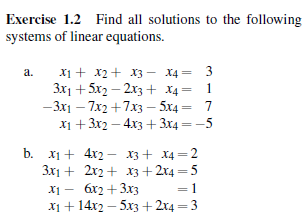 Exercise 1.2 Find all solutions to the following
systems of linear equations.
a. x1 + x2 + x3 − x4 = 3
3x1 + 5x2 − 2x3 + x4 = 1
−3x1 − 7x2 + 7x3 − 5x4 = 7
x1 + 3x2 − 4x3 + 3x4 = −5
b. x1 + 4x2 − x3 + x4 = 2
3x1 + 2x2 + x3 + 2x4 = 5
x1 − 6x2 + 3x3 = 1
x1 + 14x2 − 5x3 + 2x4 = 3